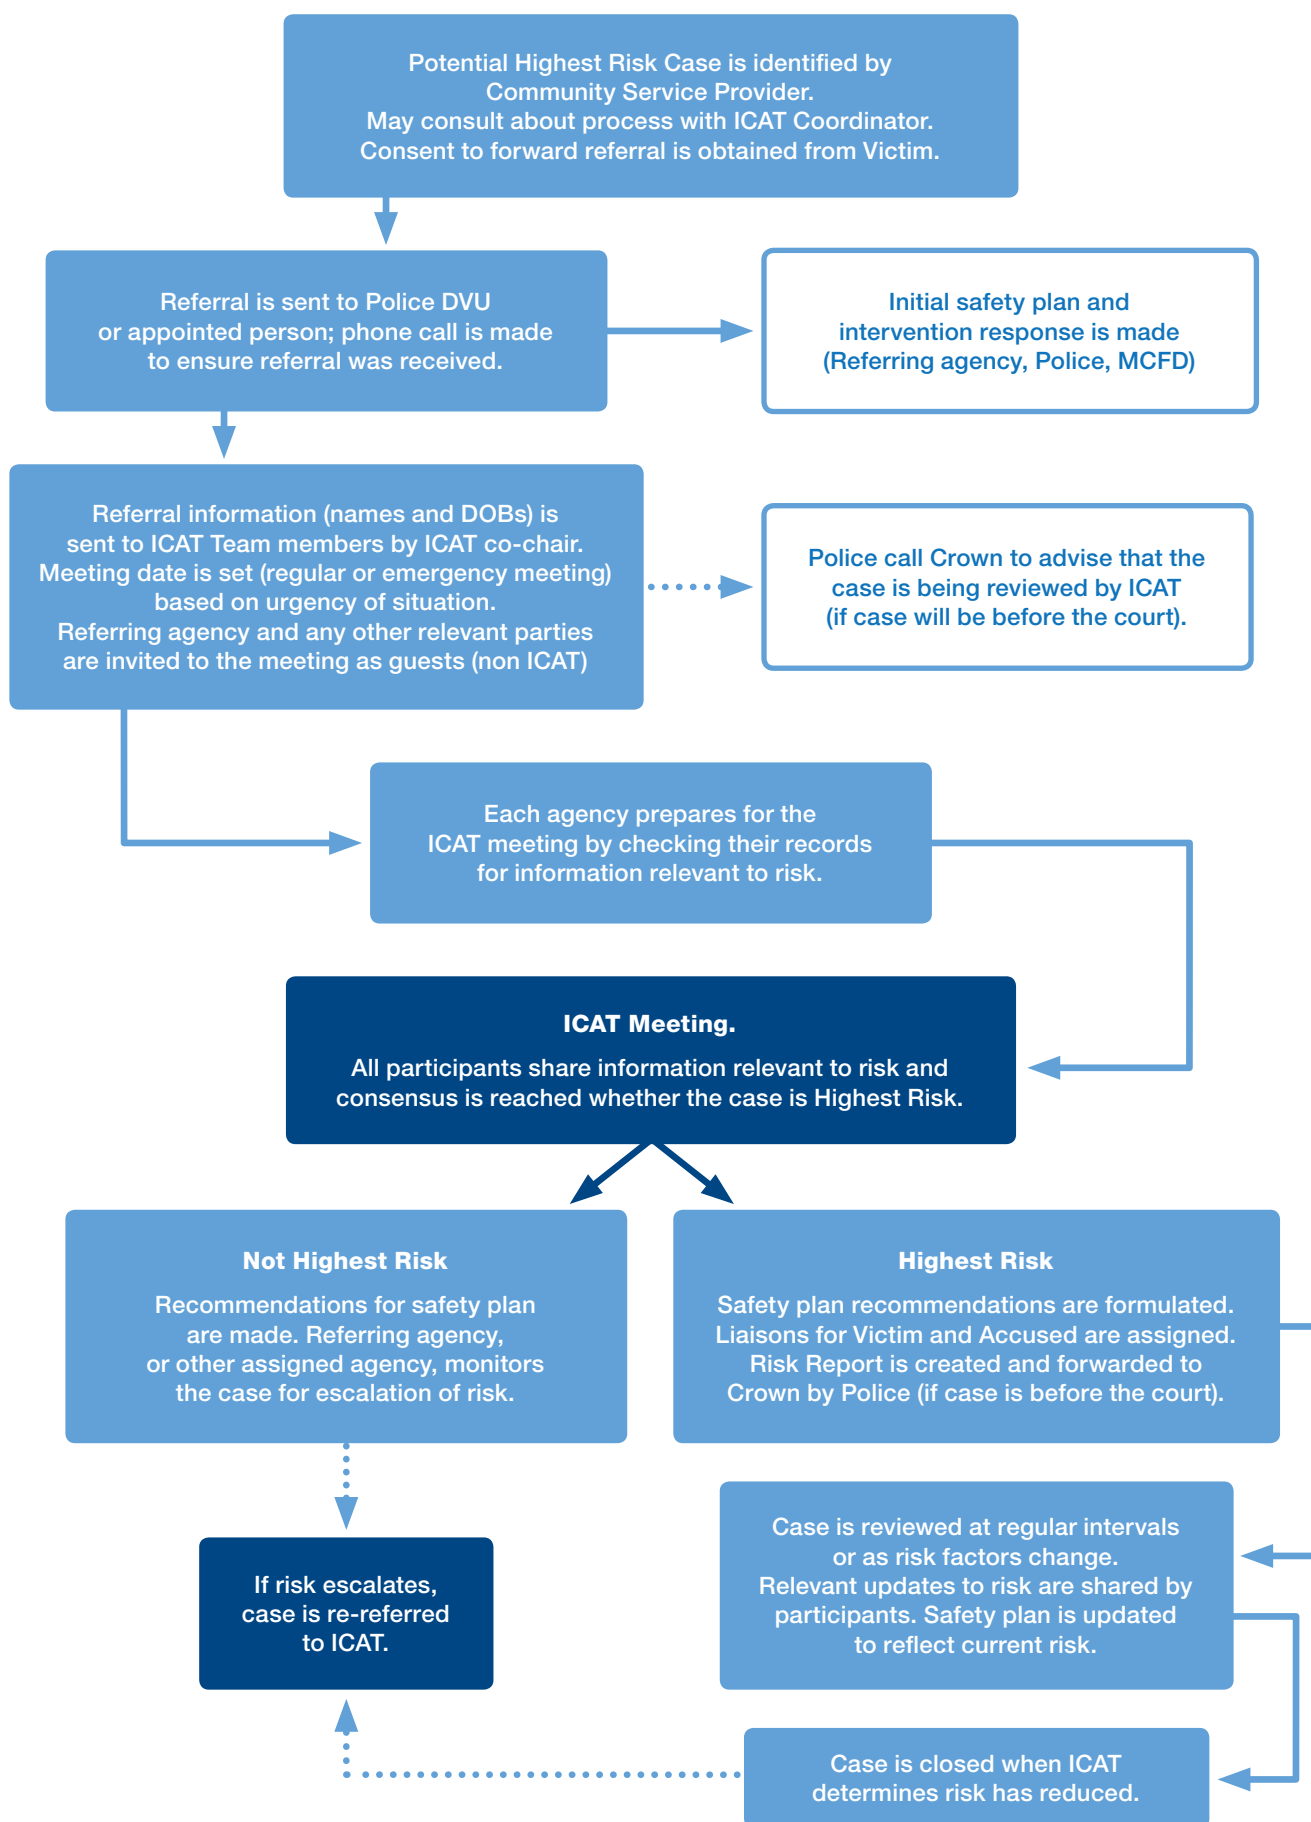 Potential Highest Risk Case is identified by
Community Service Provider.
May consult about process with ICAT Coordinator.
Consent to forward referral is obtained from Victim.
Referral is sent to Police DVU
or appointed person; phone call is made
to ensure referral was received.
Initial safety plan and
intervention response is made
(Referring agency, Police, MCFD)
Referral information (names and DOBs) is
sent to ICAT Team members by ICAT co-chair.
Meeting date is set (regular or emergency meeting)
based on urgency of situation.
Referring agency and any other relevant parties
are invited to the meeting as guests (non ICAT)
Police call Crown to advise that the
case is being reviewed by ICAT
(if case will be before the court).
Each agency prepares for the
ICAT meeting by checking their records
for information relevant to risk.
ICAT Meeting.
All participants share information relevant to risk and
consensus is reached whether the case is Highest Risk.
Not Highest Risk
Recommendations for safety plan
are made. Referring agency,
or other assigned agency, monitors
the case for escalation of risk.
Highest Risk
Safety plan recommendations are formulated.
Liaisons for Victim and Accused are assigned.
Risk Report is created and forwarded to
Crown by Police (if case is before the court).
If risk escalates,
case is re-referred
to ICAT.
Case is reviewed at regular intervals
or as risk factors change.
Relevant updates to risk are shared by
participants. Safety plan is updated
to reflect current risk.
Case is closed when ICAT
determines risk has reduced.